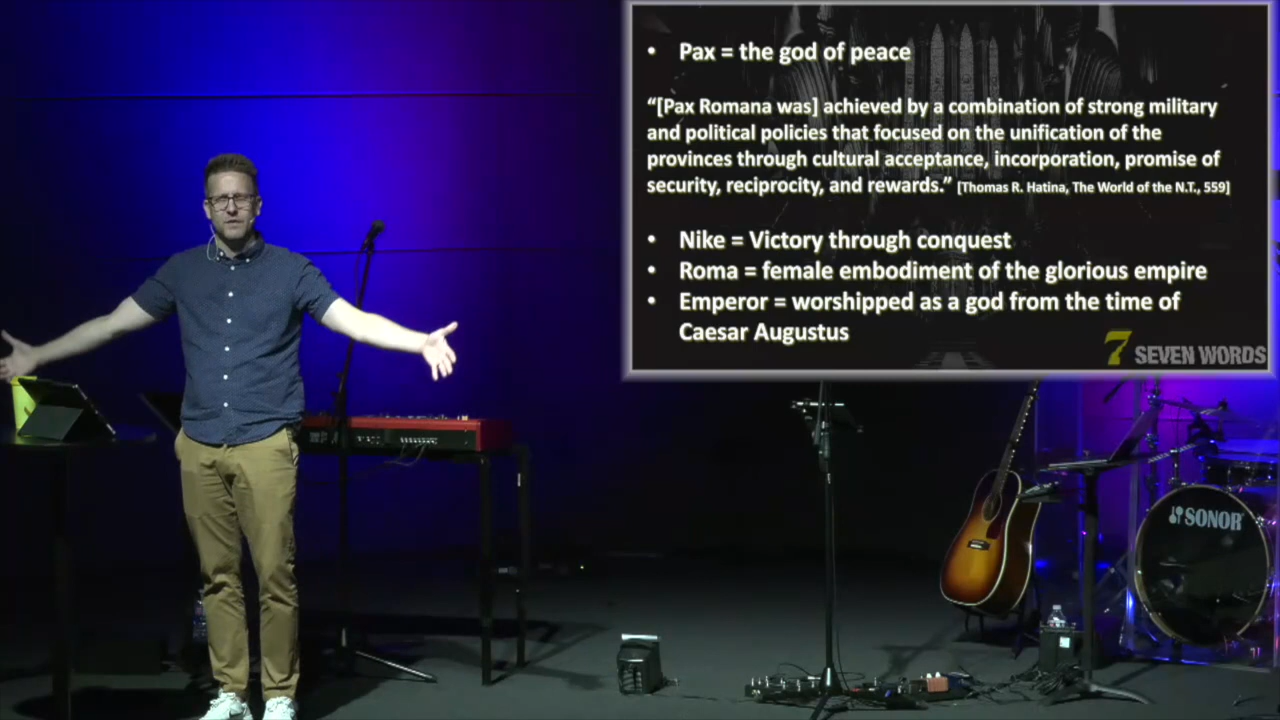 • Pax = the god of peace
“[Pax Romana was] achieved by a combination of strong military
and political policies that focused on the unification of the
provinces through cultural acceptance, incorporation, promise of
security, reciprocity, and rewards.” [Thomas R. Hatina, The World of the N.T., 559]
• Nike = Victory through conquest
• Roma = female embodiment of the glorious empire
• Emperor = worshipped as a god from the time of
Caesar Augustus
7 SEVEN WORDS
SONOR